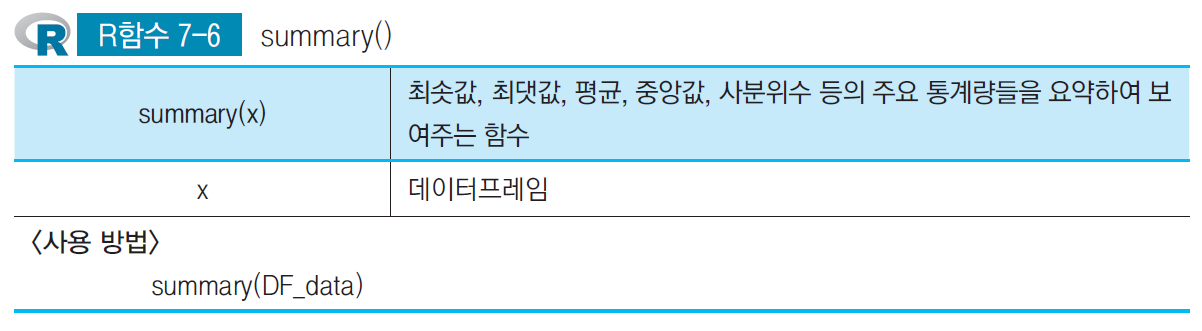 R R함수 7-6 summary()
summary(x) 최솟값, 최댓값, 평균, 중앙값, 사분위수 등의 주요 통계량들을 요약하여 보
여주는 함수
x 데이터프레임
〈사용 방법〉
summary(DF_data)